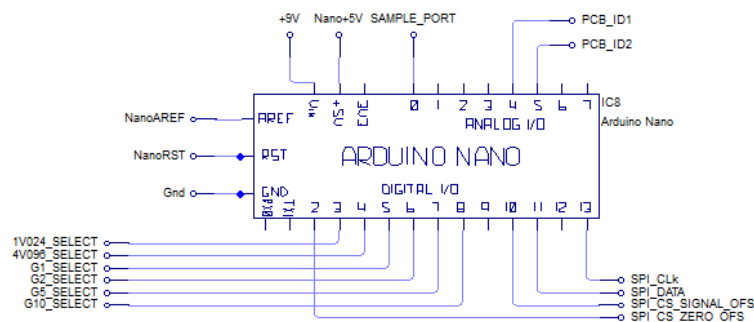 +9V Nano+5V SAMPLE_PORT PCB_ID1
PCB_ID2
Vin +5V 3V3 0 1 2 3 4 5 6 7 IC8
NanoAREF AREF ANALOG I/O Arduino Nano
NanoRST RST ARDUINO NANO
Gnd GND DIGITAL I/O
RX0 TX1 2 3 4 5 6 7 8 9 10 11 12 13
1V024_SELECT
4V096_SELECT
G1_SELECT
G2_SELECT SPI_CLk
G5_SELECT SPI_DATA
G10_SELECT SPI_CS_SIGNAL_OFS
SPI_CS_ZERO_OFS